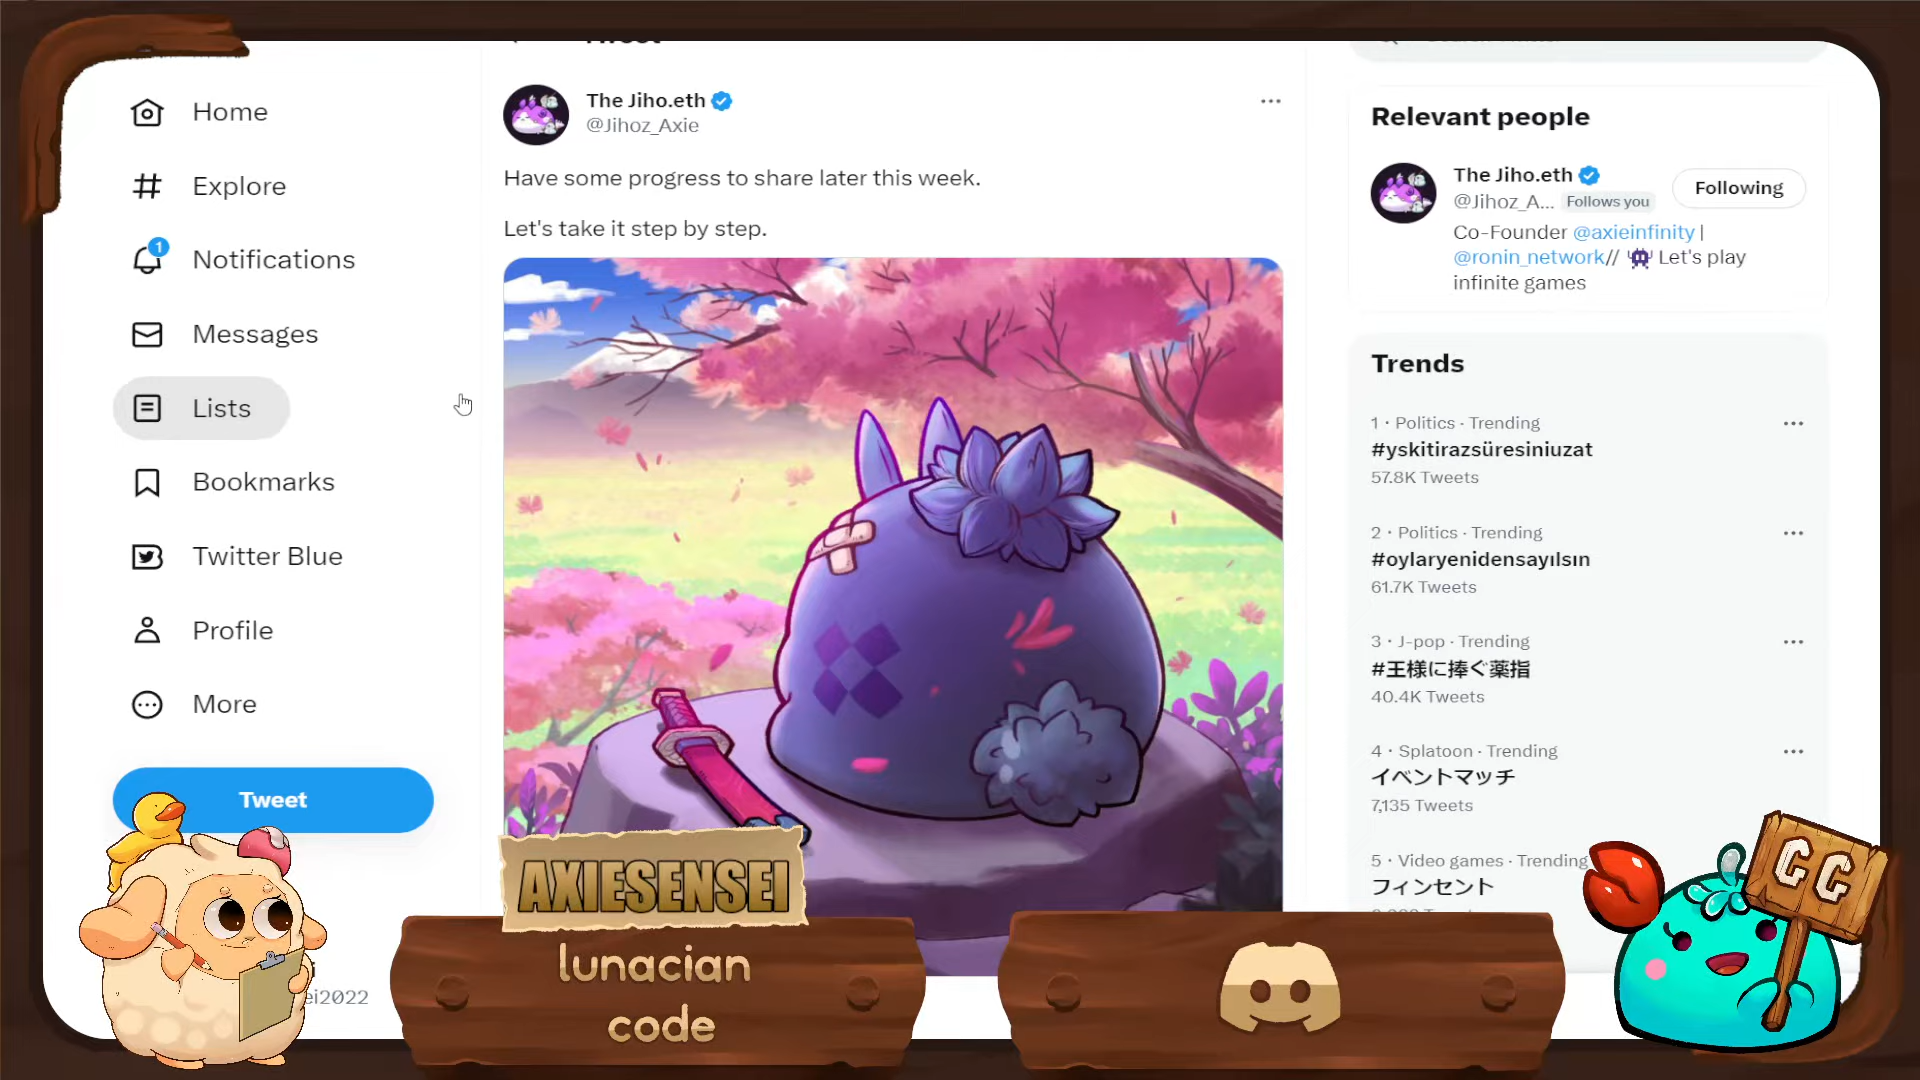 Home
Explore
1
Notifications
Messages
Lists
Bookmarks
Twitter Blue
Profile
More
Tweet
ei2022
The Jiho.eth
@Jihoz_Axie
Have some progress to share later this week.
Let's take it step by step.
AXIESENSEI
lunacian
code
Relevant people
The Jiho.eth
@Jihoz_A... Follows you
Following
Co-Founder @axieinfinity |
@ronin_network// 👾 Let's play
infinite games
Trends
1 · Politics · Trending
#yskitirazsüresiniuzat
57.8K Tweets
2 · Politics · Trending
#oylaryenidensayılsın
61.7K Tweets
3 · J-pop · Trending
#王様に捧ぐ薬指
40.4K Tweets
4 · Splatoon · Trending
イベントマッチ
7,135 Tweets
5 · Video games · Trending
フィンセント
CC